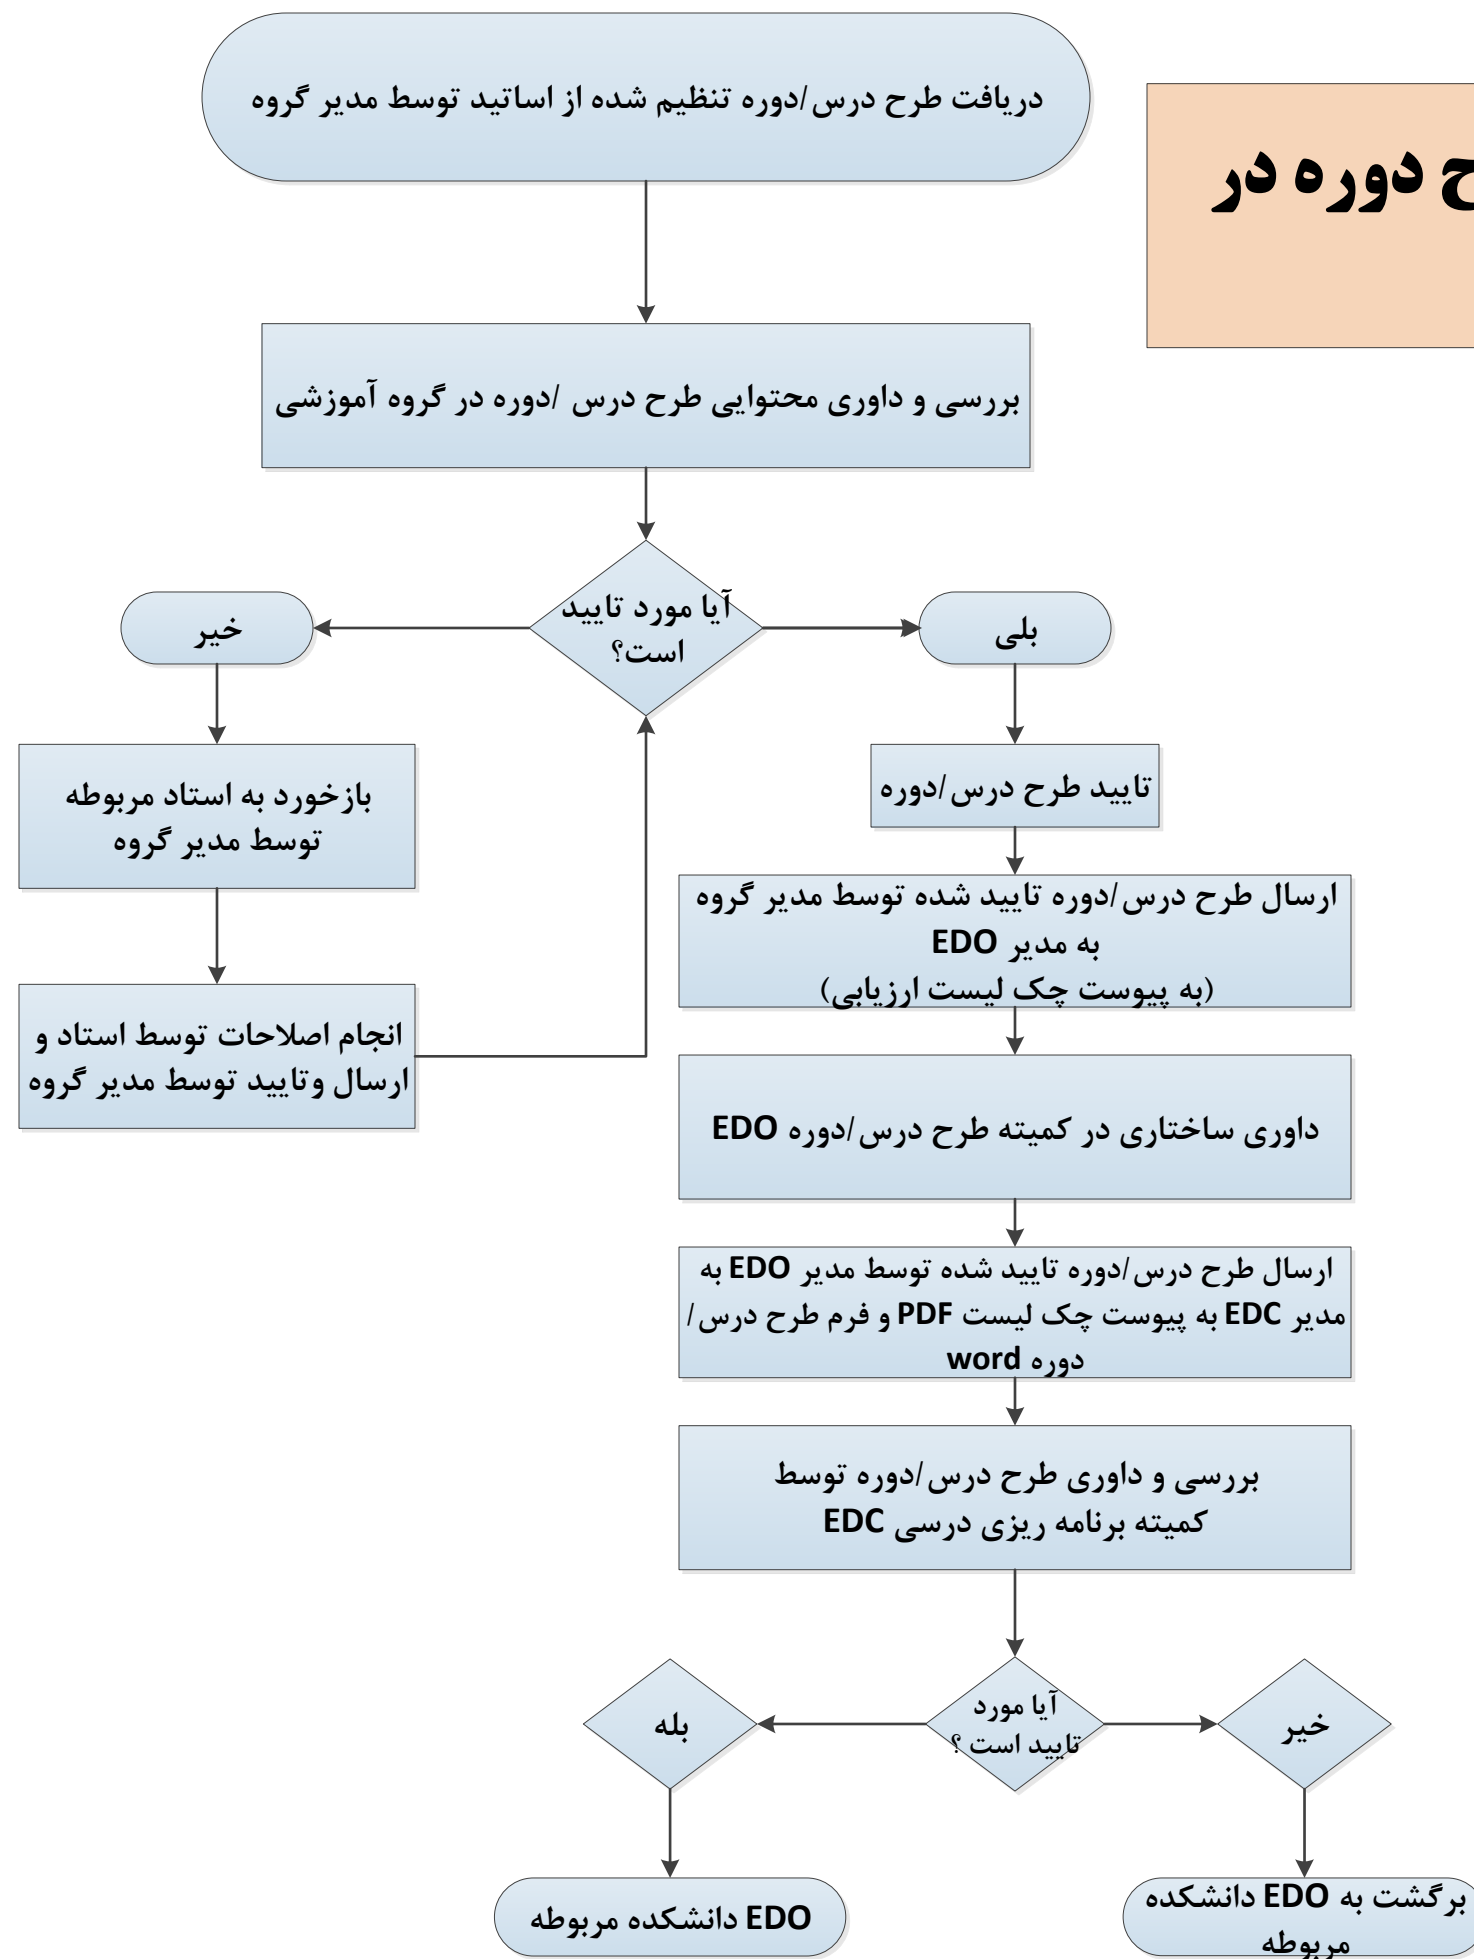 دریافت طرح درس/دوره تنظیم شده از اساتید توسط مدیر گروه
دوره در
بررسی و داوری محتوایی طرح درس /دوره در گروه آموزشی
آیا مورد تایید
است؟
خیر
بلی
بازخورد به استاد مربوطه
توسط مدیر گروه
تایید طرح درس/دوره
ارسال طرح درس/دوره تایید شده توسط مدیر گروه
به مدیر EDO
(به پیوست چک لیست ارزیابی)
انجام اصلاحات توسط استاد و
ارسال وتایید توسط مدیر گروه
داوری ساختاری در کمیته طرح درس/دوره EDO
ارسال طرح درس/دوره تایید شده توسط مدیر EDO به
مدیر EDC به پیوست چک لیست PDF و فرم طرح درس/
دوره word
بررسی و داوری طرح درس/دوره توسط
کمیته برنامه ریزی درسی EDC
آیا مورد
تایید است ؟
بله
خیر
EDO دانشکده مربوطه
برگشت به EDO دانشکده
مربوطه